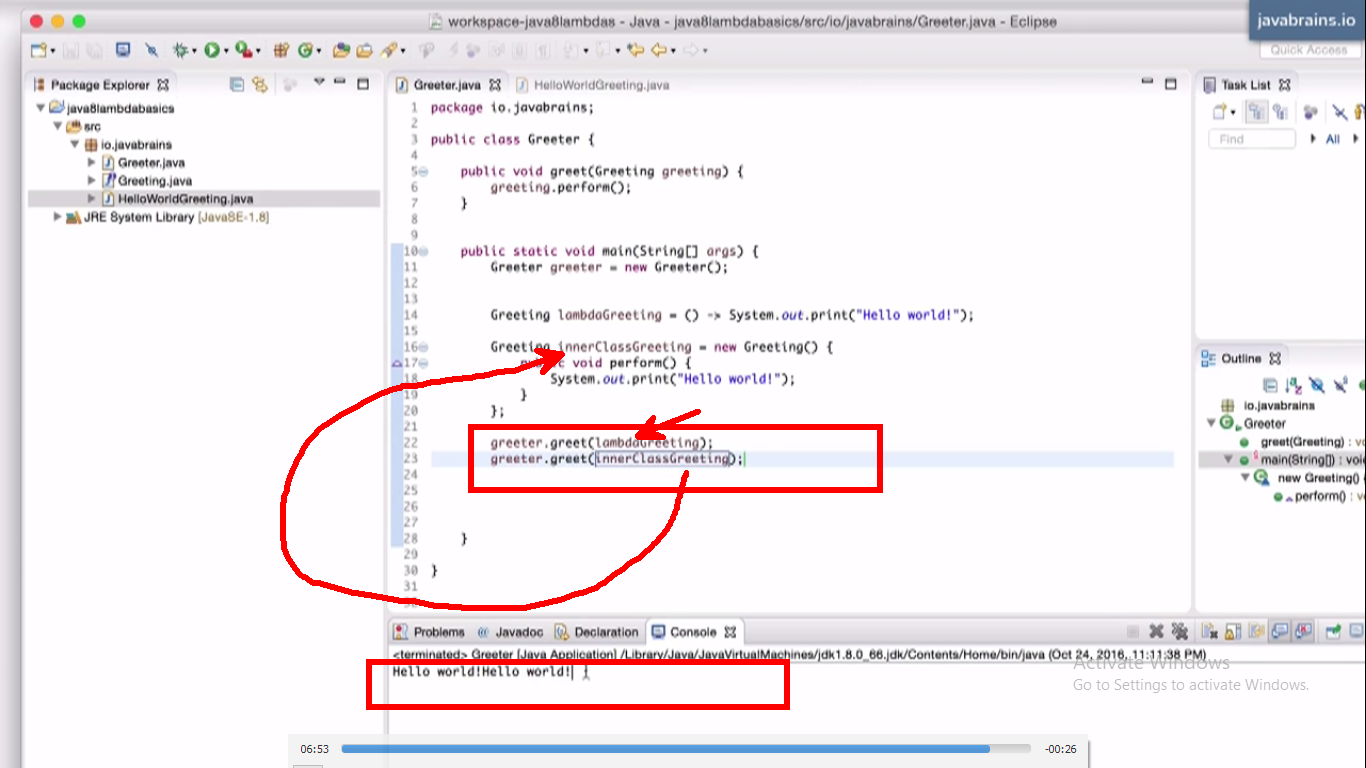 workspace-java8lambdas - Java - java8lambdabasics/src/io/javabrains/Greeter.java - Eclipse
javabrains.io
Quick Access
Package Explorer
java8lambdabasics
src
io.javabrains
Greeter.java
Greeting.java
HelloWorldGreeting.java
JRE System Library [JavaSE-1.8]
Greeter.java
HelloWorldGreeting.java
1 package io.javabrains;
2
3 public class Greeter {
4
5 public void greet(Greeting greeting) {
6 greeting.perform();
7 }
8
9
10 public static void main(String[] args) {
11 Greeter greeter = new Greeter();
12
13
14 Greeting lambdaGreeting = () -> System.out.print("Hello world!");
15
16 Greeting innerClassGreeting = new Greeting() {
17 void perform() {
18 System.out.print("Hello world!");
19 }
20 };
21
22 greeter.greet(lambdaGreeting);
23 greeter.greet(innerClassGreeting);
24
25
26
27
28 }
29
30 }
31
Task List
Find
All
Outline
io.javabrains
Greeter
greet(Greeting) : void
main(String[]) : voi
new Greeting()
perform() : v
Problems
@ Javadoc
Declaration
Console
<terminated> Greeter [Java Application] /Library/Java/JavaVirtualMachines/jdk1.8.0_66.jdk/Contents/Home/bin/java (Oct 24, 2016, 11:11:38 PM)
Hello world!Hello world!
Activate Windows
Go to Settings to activate Windows.
06:53
-00:26